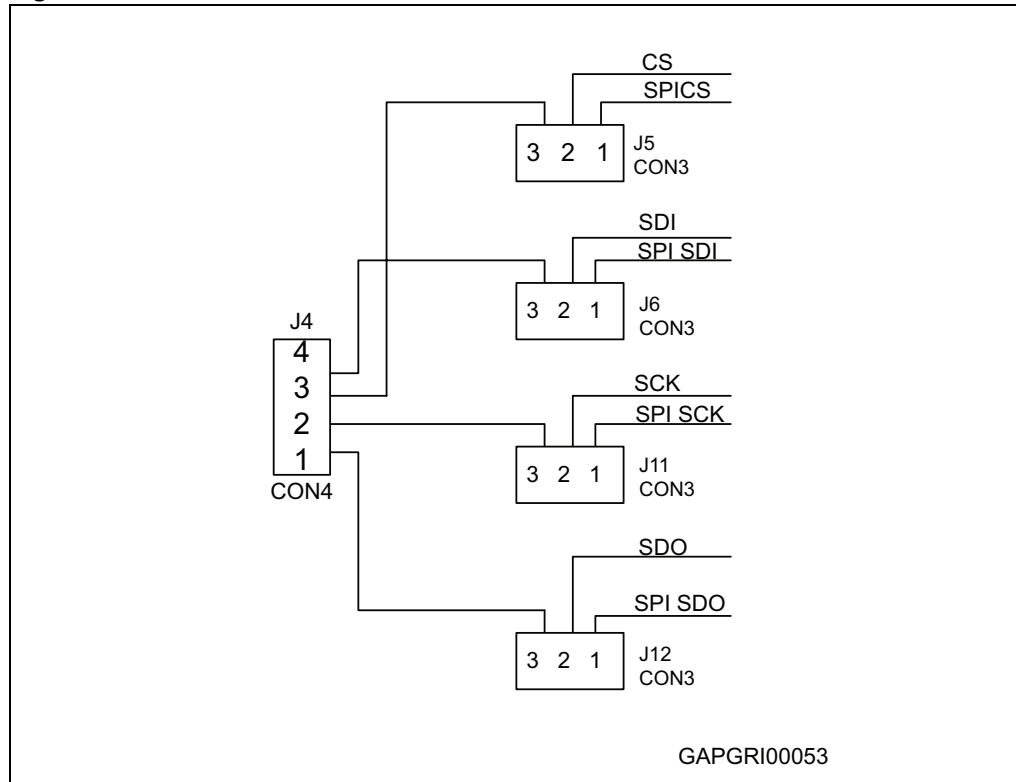 CS
SPICS
3 2 1
J5
CON3
SDI
SPI SDI
3 2 1
J6
CON3
J4
4
3
2
1
CON4
SCK
SPI SCK
3 2 1
J11
CON3
SDO
SPI SDO
3 2 1
J12
CON3
GAPGRI00053